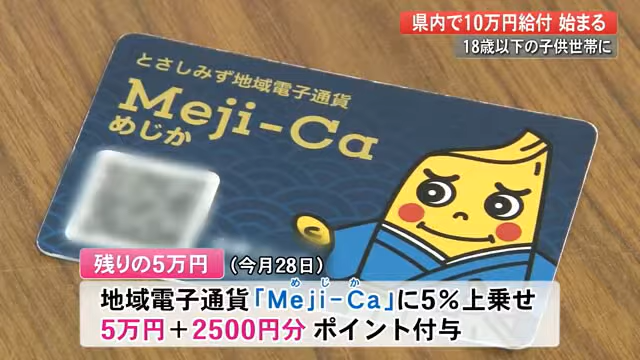 県内で10万円給付 始まる
18歳以下の子供世帯に
とさしみず地域電子通貨
Meji-Ca
めじか
残りの5万円 (今月28日)
めじか
地域電子通貨「Meji-Ca」に5%上乗せ
5万円+2500円分 ポイント付与